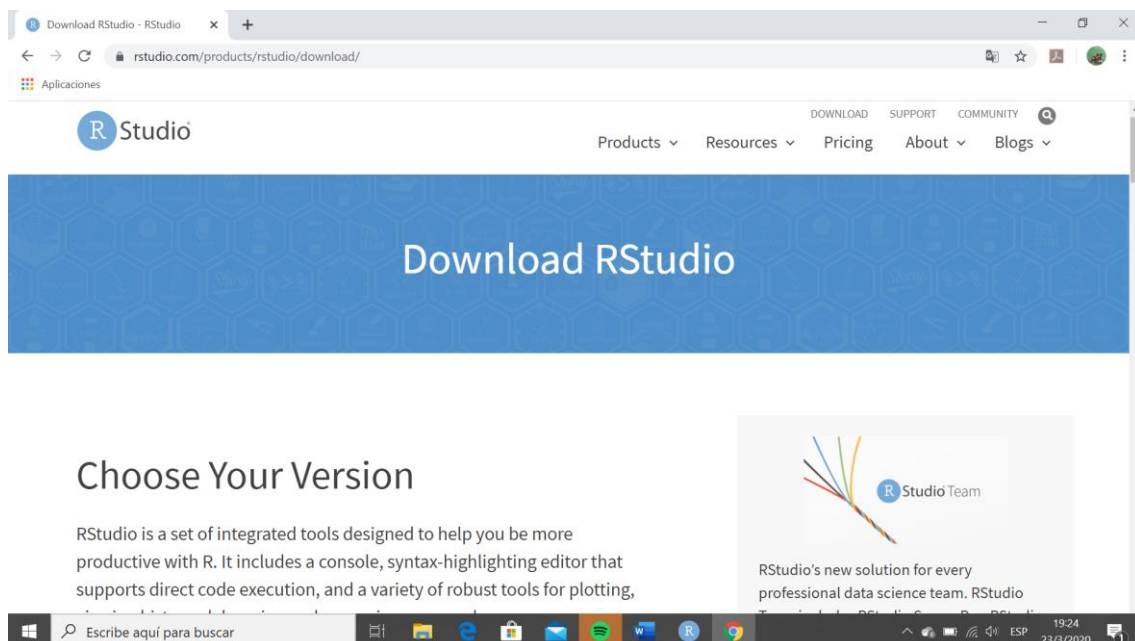 Download RStudio - RStudio
rstudio.com/products/rstudio/download/
Aplicaciones
R Studio
DOWNLOAD SUPPORT COMMUNITY
Products Resources Pricing About Blogs
Download RStudio
Choose Your Version
RStudio is a set of integrated tools designed to help you be more
productive with R. It includes a console, syntax-highlighting editor that
supports direct code execution, and a variety of robust tools for plotting,
R Studio Team
RStudio's new solution for every
professional data science team. RStudio
Escribe aquí para buscar
ESP
19:24
23/3/2020